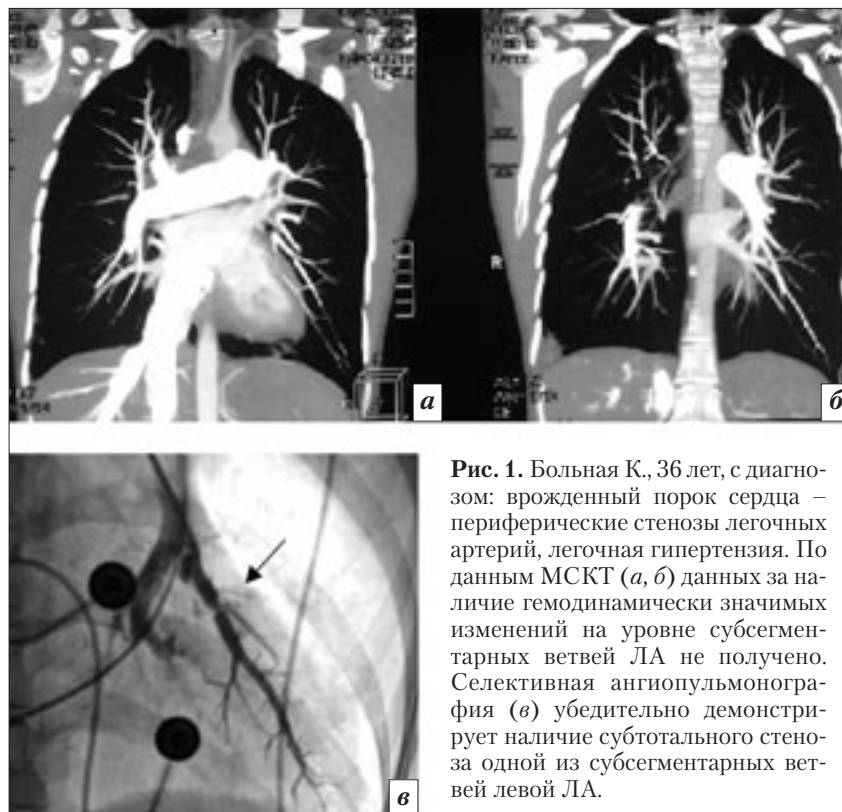 R
а
б
в
Рис. 1. Больная К., 36 лет, с диагно-
зом: врожденный порок сердца –
периферические стенозы легочных
артерий, легочная гипертензия. По
данным МСКТ (а, б) данных за на-
личие гемодинамически значимых
изменений на уровне субсегмен-
тарных ветвей ЛА не получено.
Селективная ангиопульмоногра-
фия (в) убедительно демонстри-
рует наличие субтотального стено-
за одной из субсегментарных вет-
вей левой ЛА.